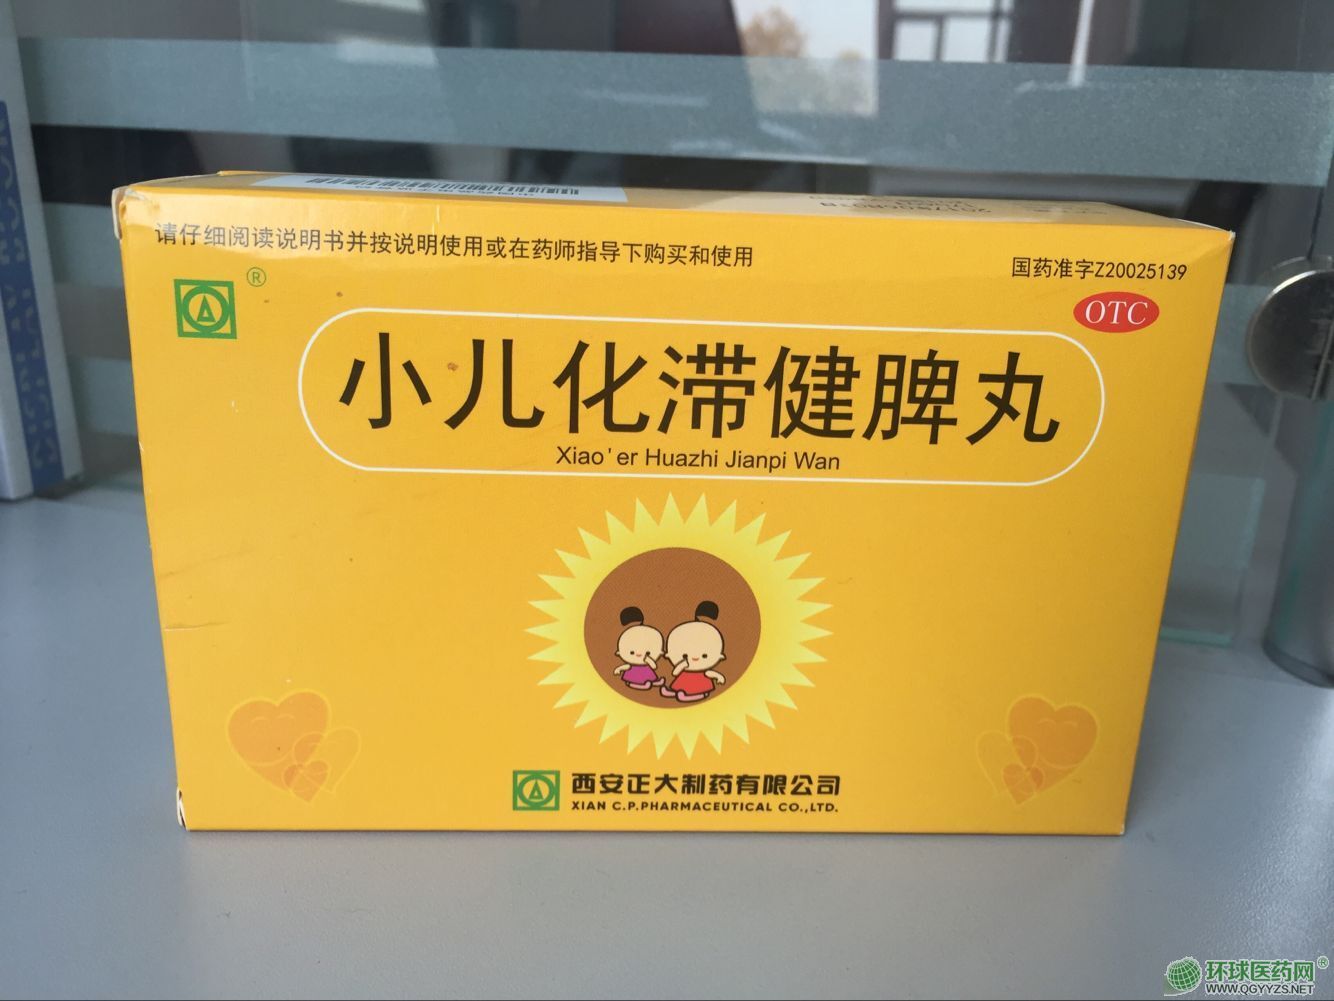 请仔细阅读说明书并按说明使用或在药师指导下购买和使用
国药准字Z20025139
®
OTC
小儿化滞健脾丸
Xiao'er Huazhi Jianpi Wan
西安正大制药有限公司
XIAN C.P.PHARMACEUTICAL CO.,LTD.
环球医药网®
WWW.QGYYZS.NET